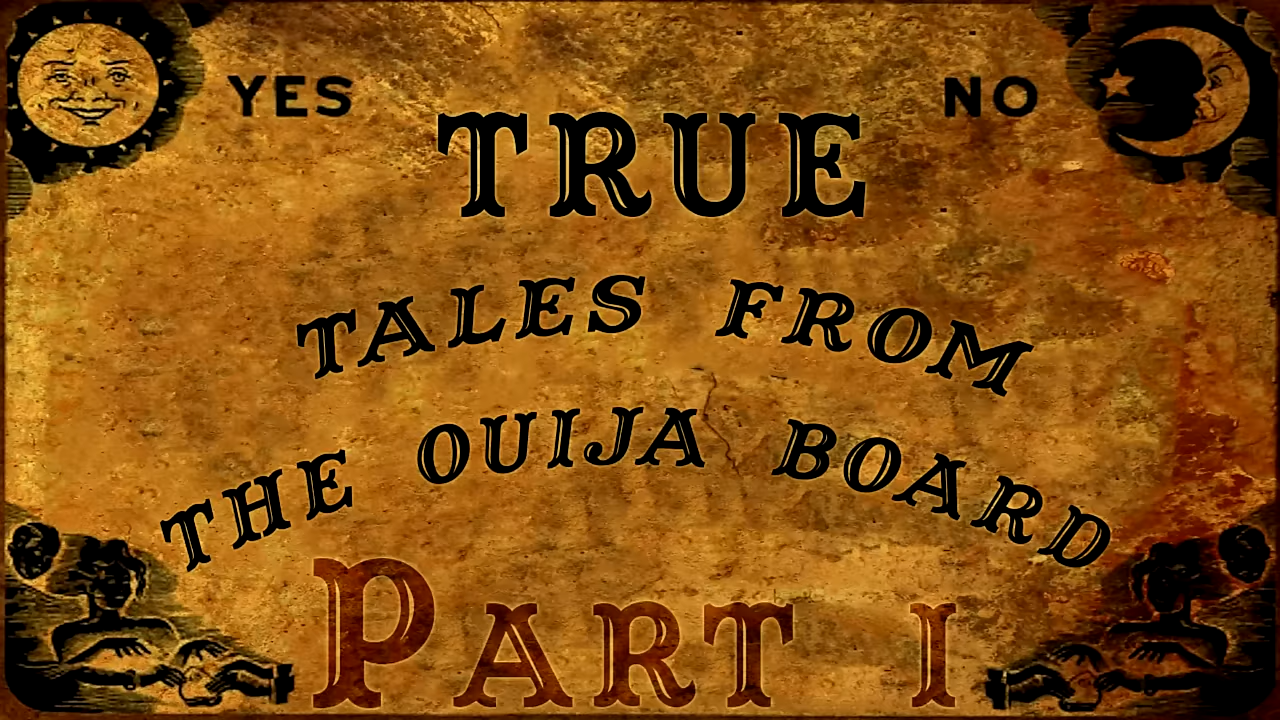 YES NO
TRUE
TALES FROM
THE OUIJA BOARD
PART I